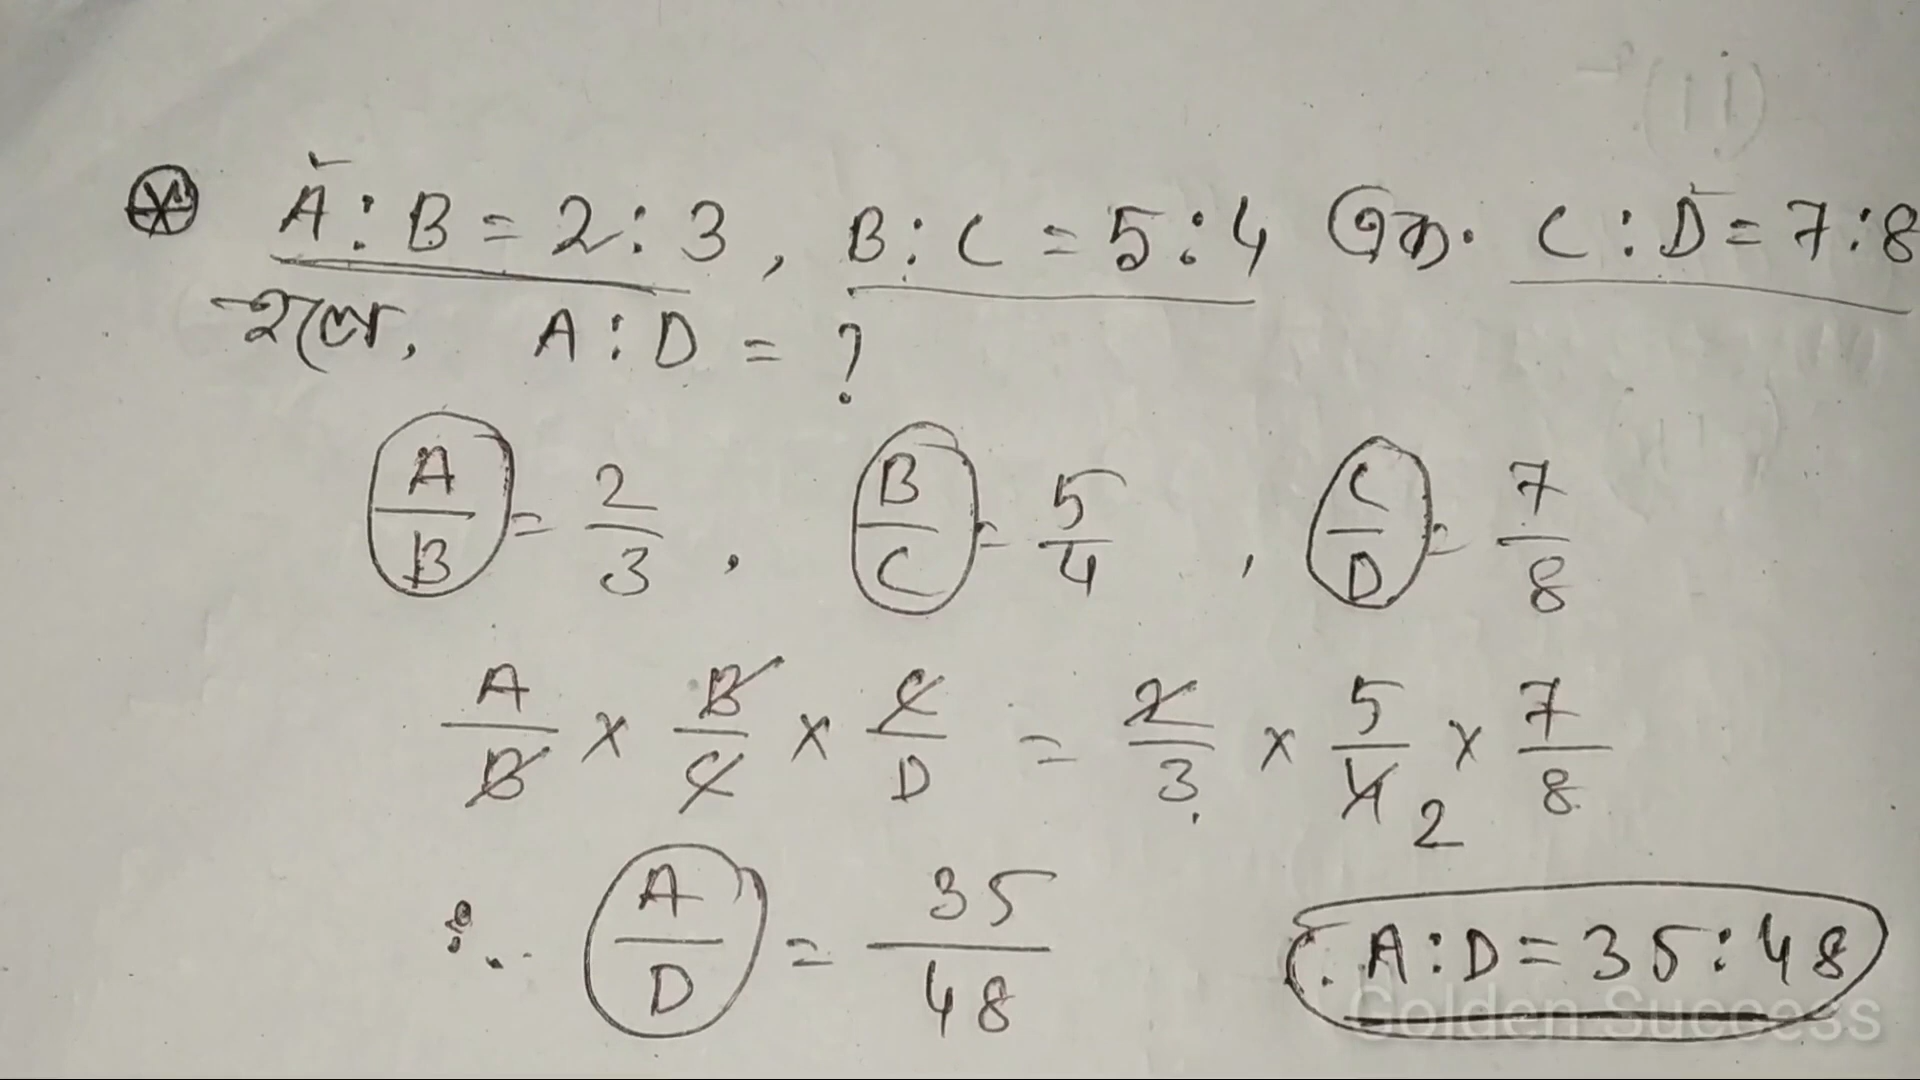 A : B = 2 : 3 , B : C = 5 : 4 এবং C : D = 7 : 8
হলে, A : D = ?
A/B = 2/3 , B/C = 5/4 , C/D = 7/8
A/B × B/C × C/D = 2/3 × 5/4 2 × 7/8
∴ A/D = 35/48 ∴ A : D = 35 : 48
Golden Success